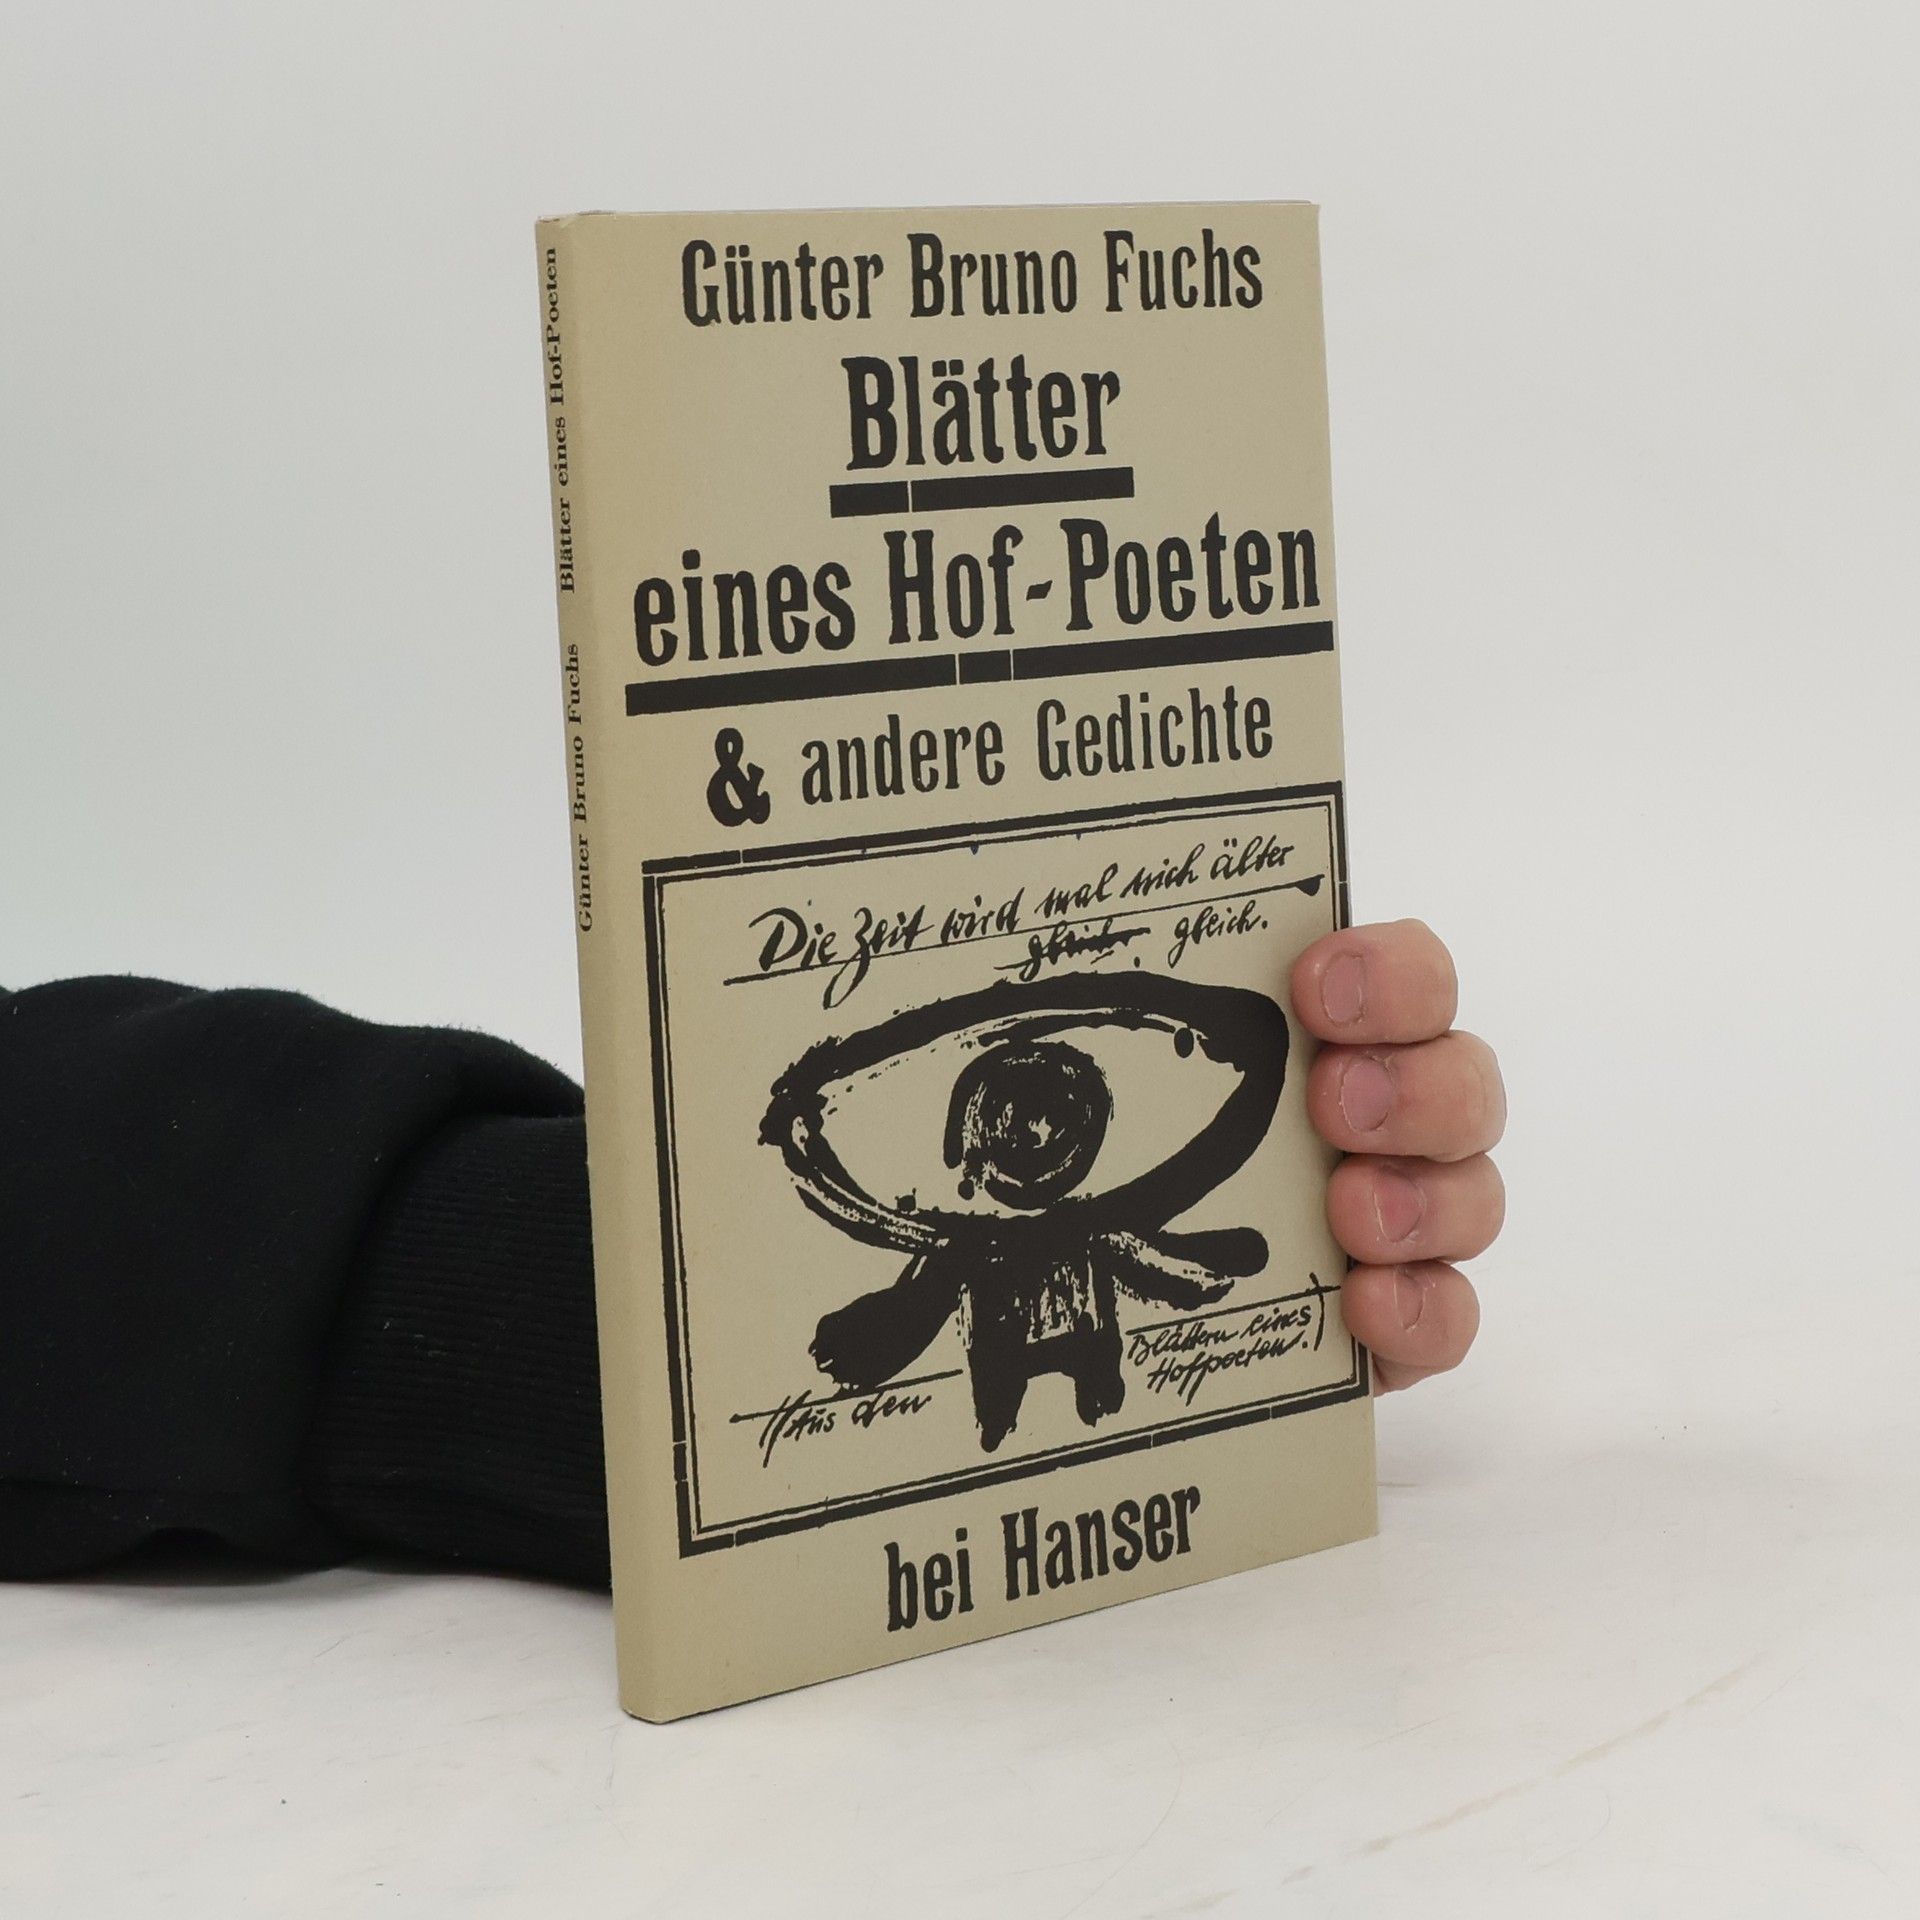 Günter Bruno Fuchs
Blätter
eines Hof-Poeten
& andere Gedichte
Die Zeit wird mal mich älter
gleich.
(Aus den
Blättern eines
Hofpoeten.)
bei Hanser
Günter Bruno Fuchs Blätter eines Hof-Poeten